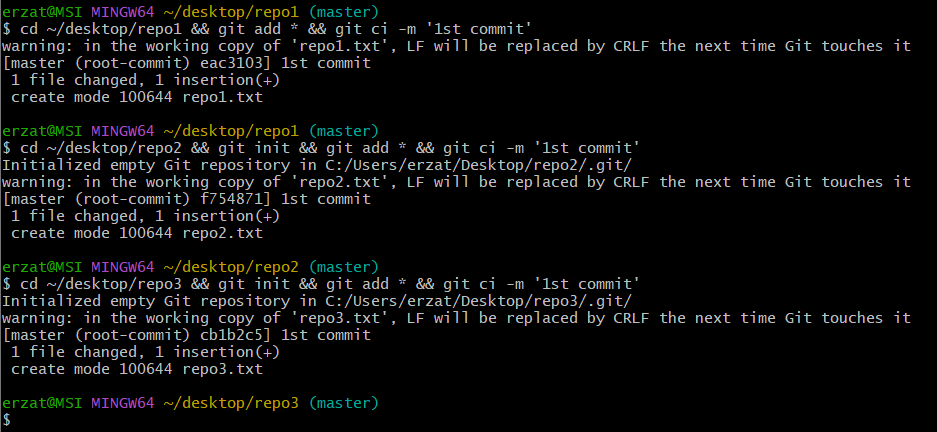 erzat@MSI MINGW64 ~/desktop/repo1 (master)
$ cd ~/desktop/repo1 && git add * && git ci -m '1st commit'
warning: in the working copy of 'repo1.txt', LF will be replaced by CRLF the next time Git touches it
[master (root-commit) eac3103] 1st commit
 1 file changed, 1 insertion(+)
 create mode 100644 repo1.txt

erzat@MSI MINGW64 ~/desktop/repo1 (master)
$ cd ~/desktop/repo2 && git init && git add * && git ci -m '1st commit'
Initialized empty Git repository in C:/Users/erzat/Desktop/repo2/.git/
warning: in the working copy of 'repo2.txt', LF will be replaced by CRLF the next time Git touches it
[master (root-commit) f754871] 1st commit
 1 file changed, 1 insertion(+)
 create mode 100644 repo2.txt

erzat@MSI MINGW64 ~/desktop/repo2 (master)
$ cd ~/desktop/repo3 && git init && git add * && git ci -m '1st commit'
Initialized empty Git repository in C:/Users/erzat/Desktop/repo3/.git/
warning: in the working copy of 'repo3.txt', LF will be replaced by CRLF the next time Git touches it
[master (root-commit) cb1b2c5] 1st commit
 1 file changed, 1 insertion(+)
 create mode 100644 repo3.txt

erzat@MSI MINGW64 ~/desktop/repo3 (master)
$